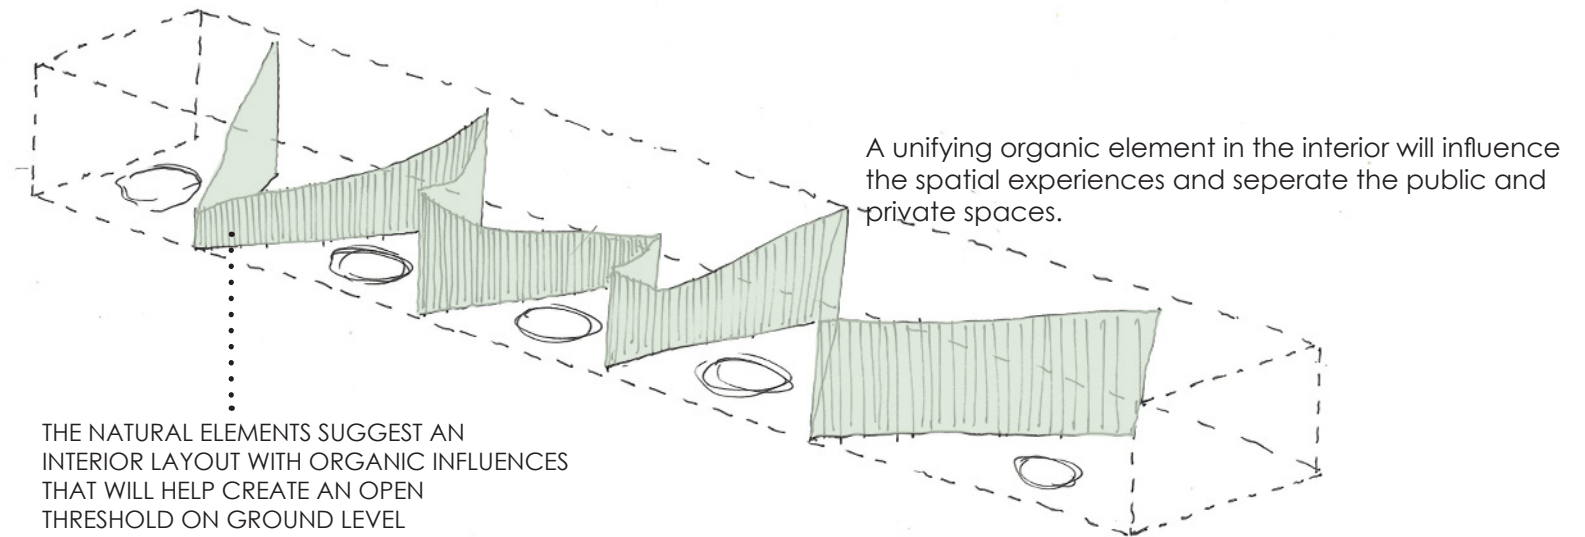 A unifying organic element in the interior will influence
the spatial experiences and seperate the public and
private spaces.
THE NATURAL ELEMENTS SUGGEST AN
INTERIOR LAYOUT WITH ORGANIC INFLUENCES
THAT WILL HELP CREATE AN OPEN
THRESHOLD ON GROUND LEVEL